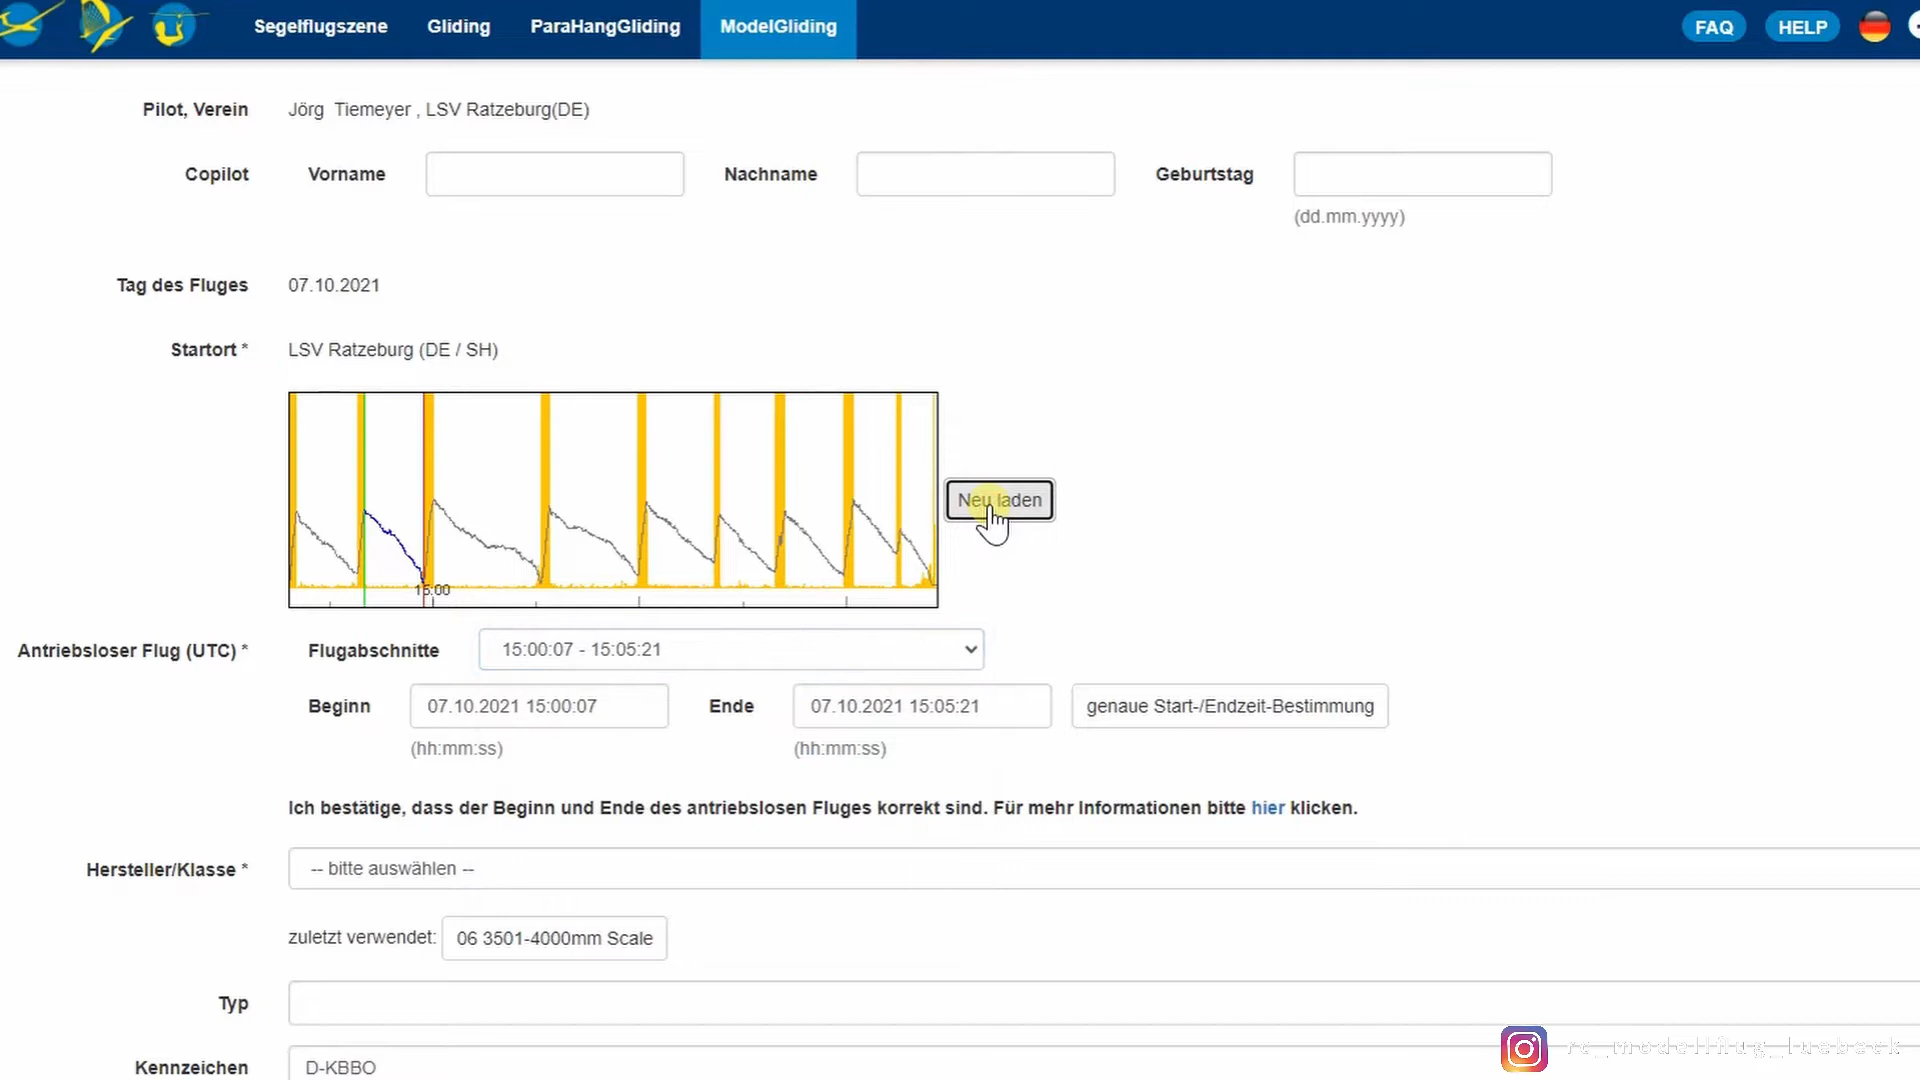 Segelflugszene Gliding ParaHangGliding ModelGliding FAQ HELP
Pilot, Verein Jörg Tiemeyer , LSV Ratzeburg(DE)
Copilot Vorname Nachname Geburtstag
(dd.mm.yyyy)
Tag des Fluges 07.10.2021
Startort * LSV Ratzeburg (DE / SH)
Neu laden
15:00
Antriebsloser Flug (UTC) * Flugabschnitte 15:00:07 - 15:05:21
Beginn 07.10.2021 15:00:07 Ende 07.10.2021 15:05:21 genaue Start-/Endzeit-Bestimmung
(hh:mm:ss) (hh:mm:ss)
Ich bestätige, dass der Beginn und Ende des antriebslosen Fluges korrekt sind. Für mehr Informationen bitte hier klicken.
Hersteller/Klasse * -- bitte auswählen --
zuletzt verwendet: 06 3501-4000mm Scale
Typ
rc_modellflug_luebeck
Kennzeichen D-KBBO